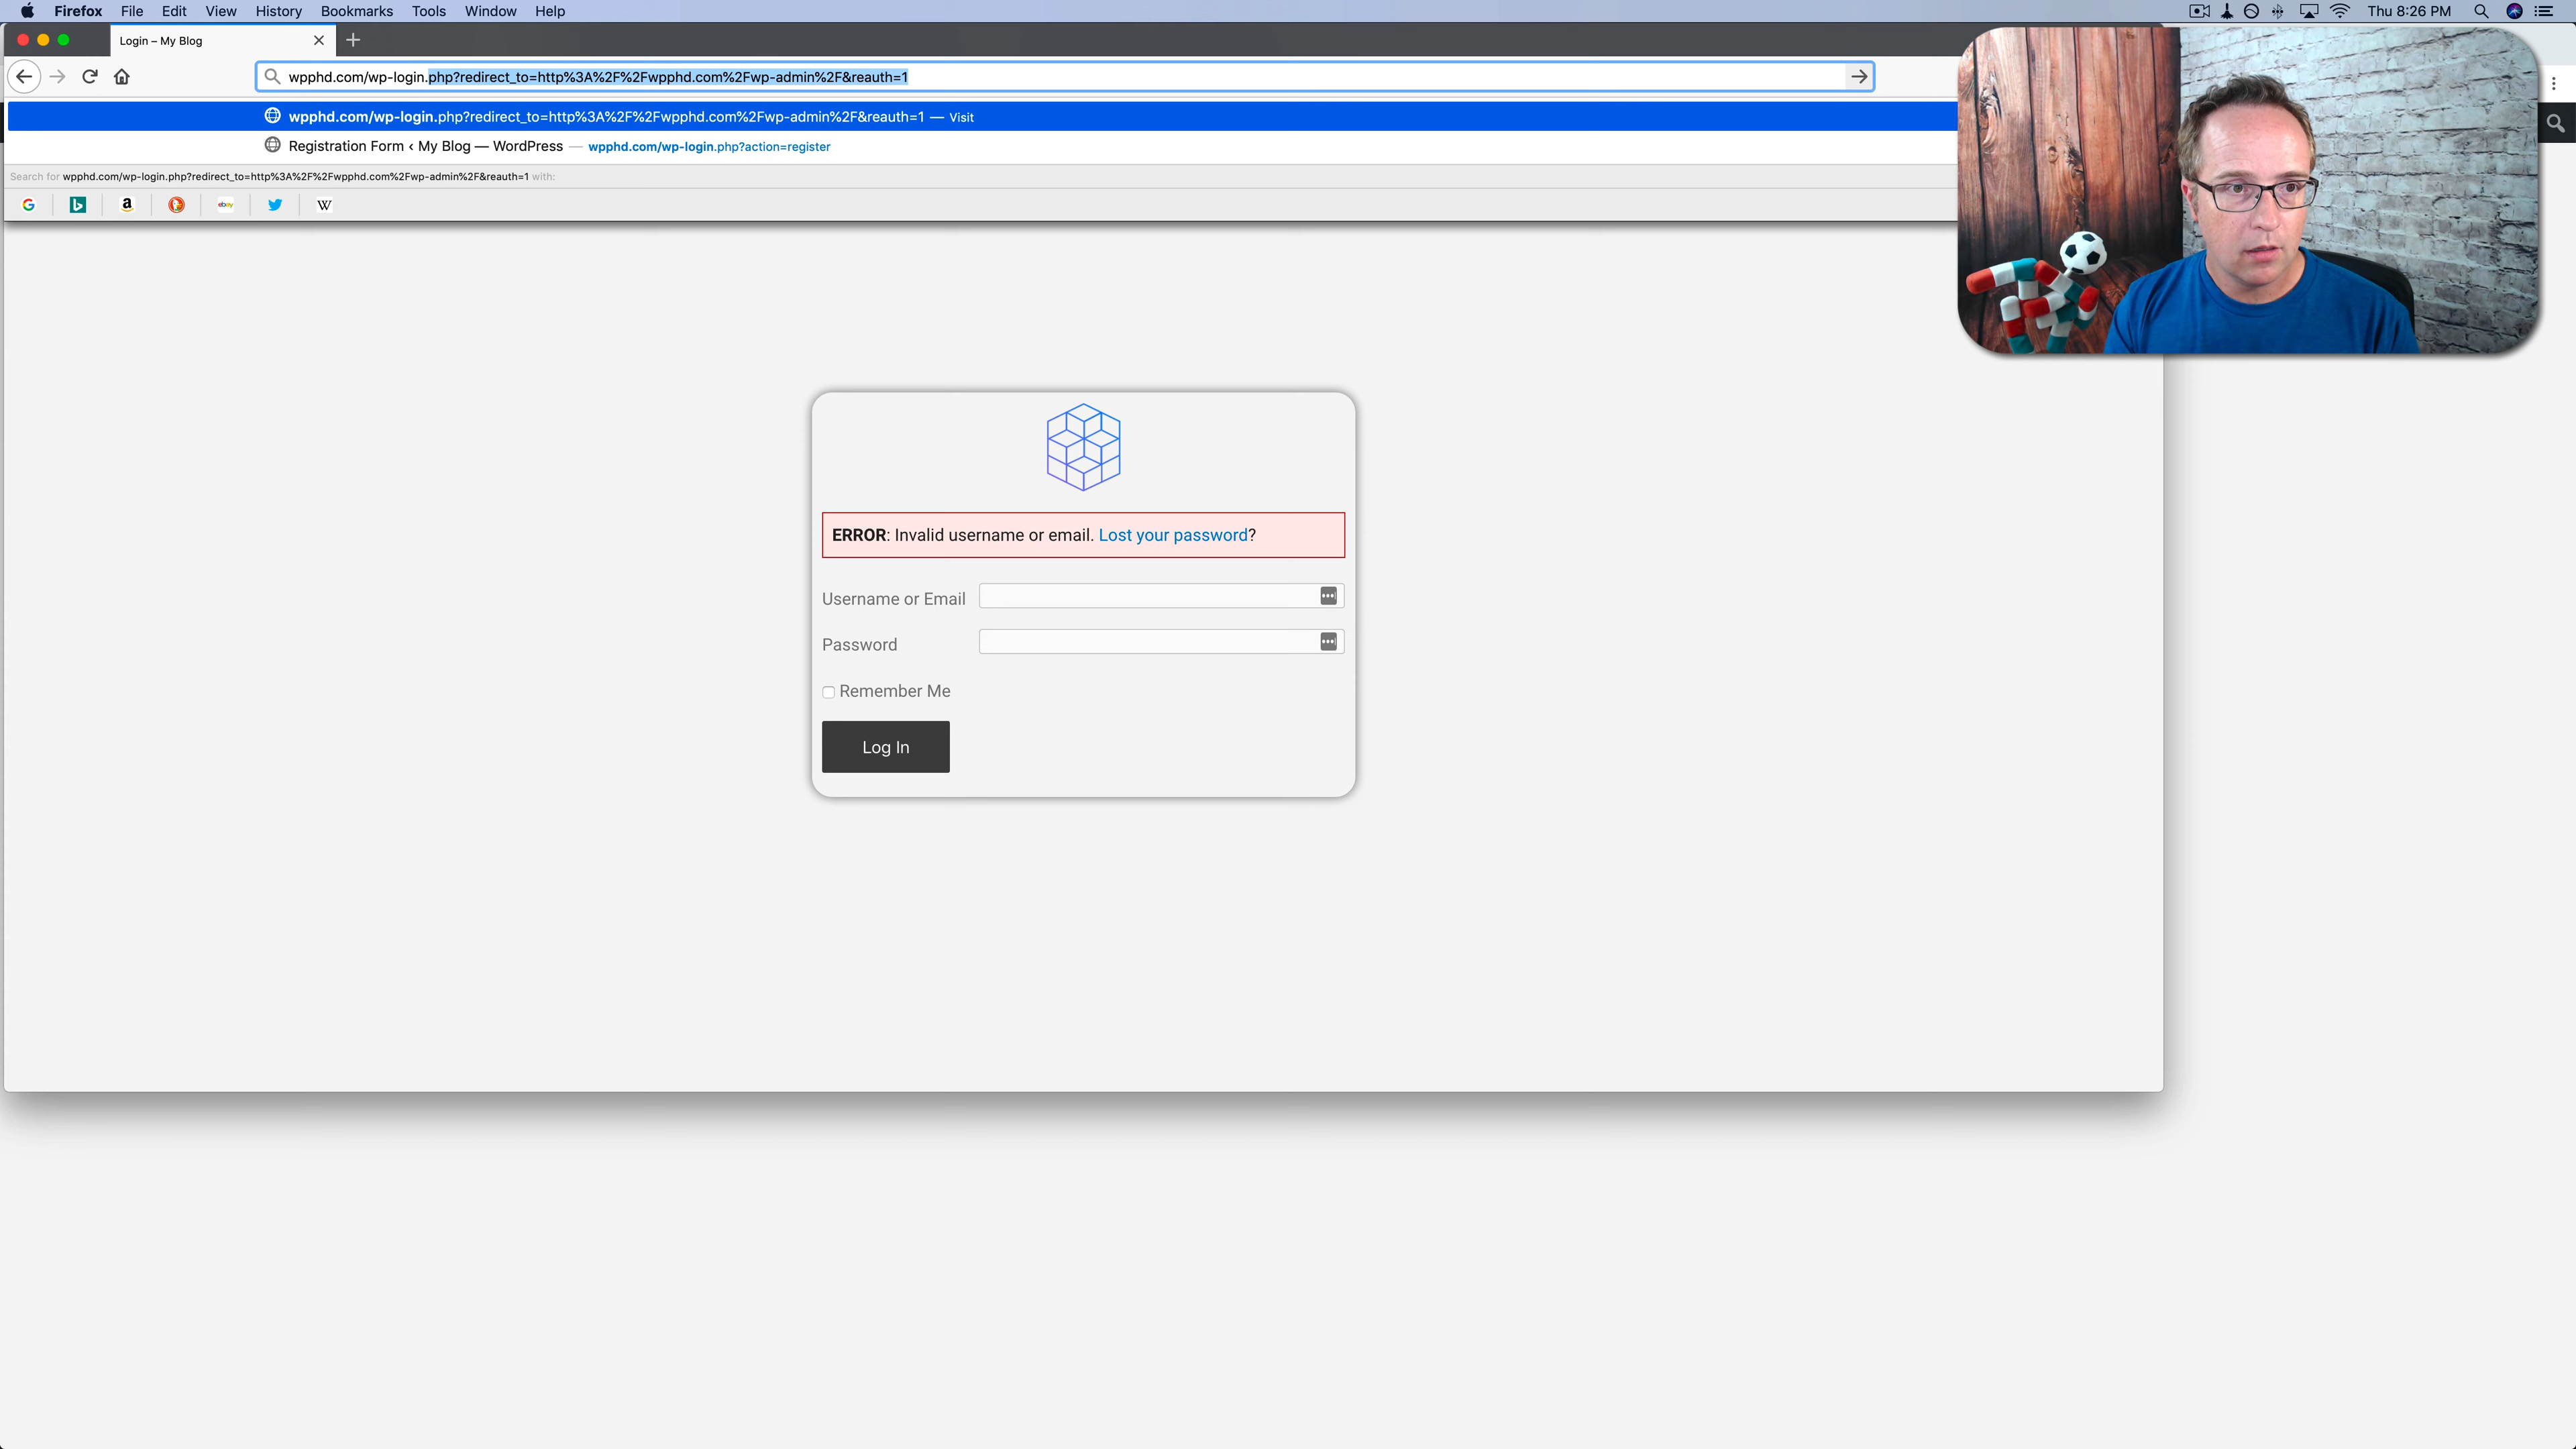 Firefox File Edit View History Bookmarks Tools Window Help Thu 8:26 PM
Login – My Blog
wpphd.com/wp-login.php?redirect_to=http%3A%2F%2Fwpphd.com%2Fwp-admin%2F&reauth=1
wpphd.com/wp-login.php?redirect_to=http%3A%2F%2Fwpphd.com%2Fwp-admin%2F&reauth=1 — Visit
Registration Form ‹ My Blog — WordPress — wpphd.com/wp-login.php?action=register
Search for wpphd.com/wp-login.php?redirect_to=http%3A%2F%2Fwpphd.com%2Fwp-admin%2F&reauth=1 with:
G b a ebay W
ERROR: Invalid username or email. Lost your password?
Username or Email
Password
Remember Me
Log In